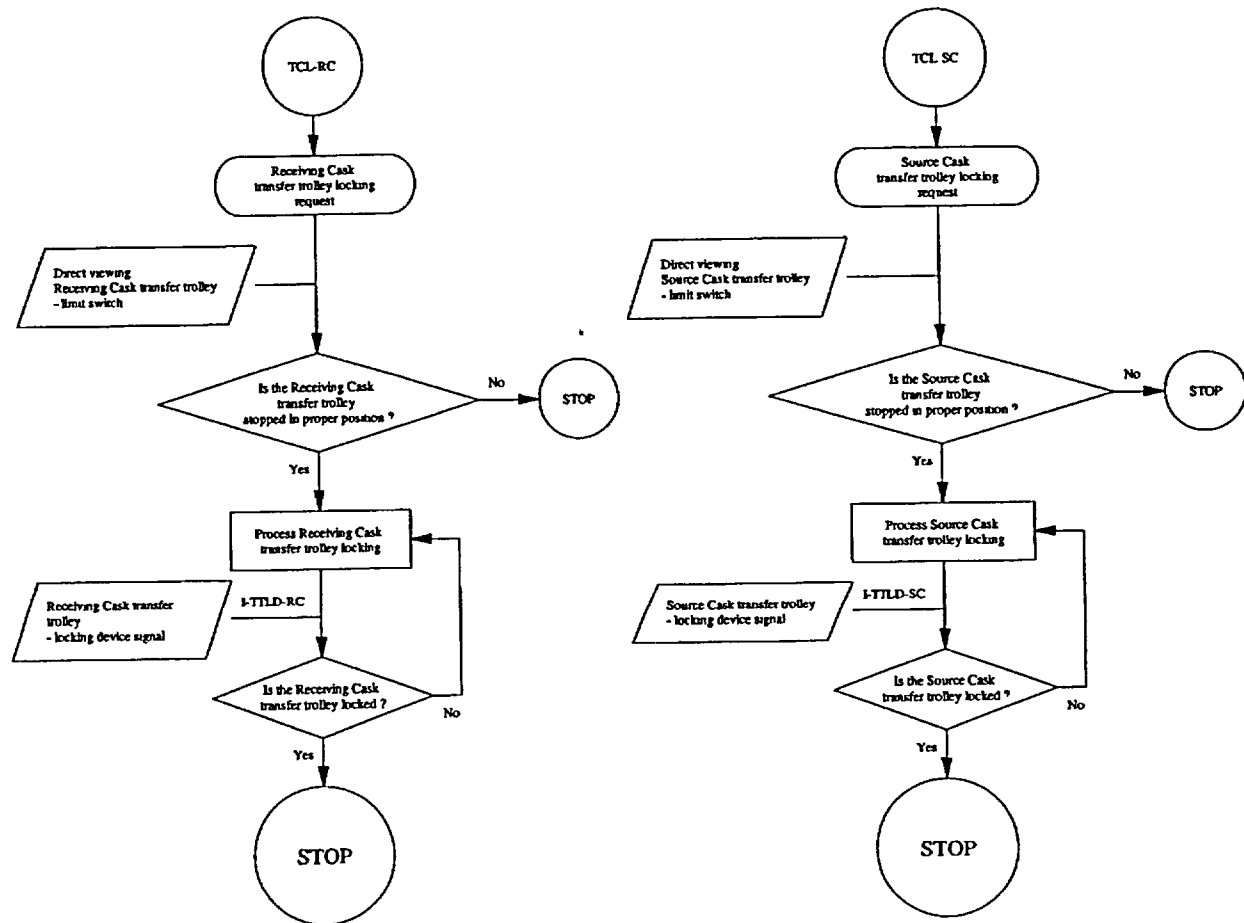 TCL-RC
Receiving Cask
transfer trolley locking
request
Direct viewing
Receiving Cask transfer trolley
- limit switch
Is the Receiving Cask
transfer trolley
stopped in proper position ?
No
STOP
Yes
Process Receiving Cask
transfer trolley locking
Receiving Cask transfer
trolley
- locking device signal
I-TTLD-RC
Is the Receiving Cask
transfer trolley locked ?
No
Yes
STOP
TCL SC
Source Cask
transfer trolley locking
request
Direct viewing
Source Cask transfer trolley
- limit switch
Is the Source Cask
transfer trolley
stopped in proper position ?
No
STOP
Yes
Process Source Cask
transfer trolley locking
Source Cask transfer trolley
- locking device signal
I-TTLD-SC
Is the Source Cask
transfer trolley locked ?
No
Yes
STOP